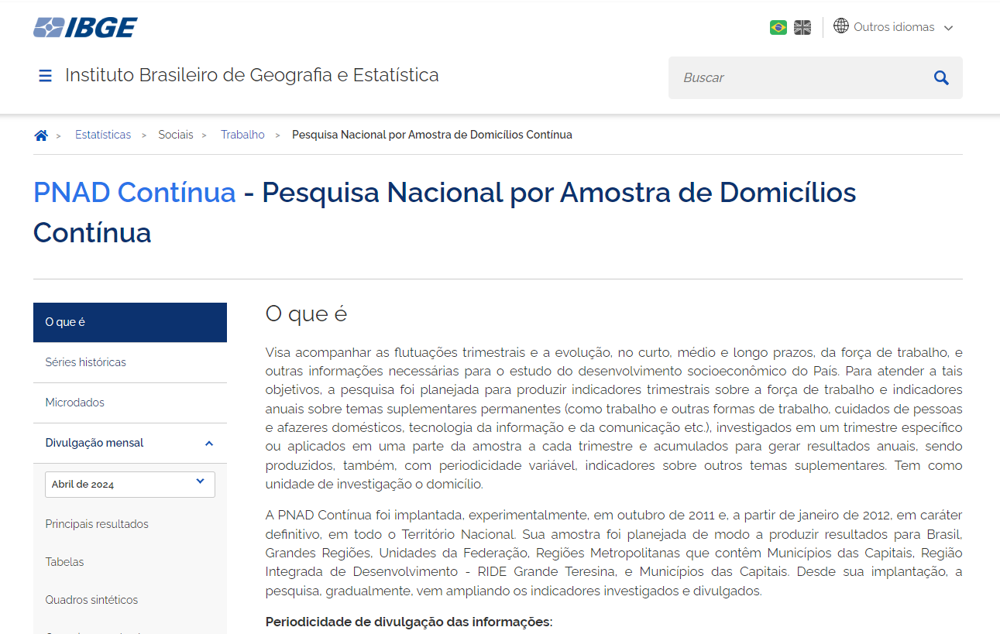 IBGE
Outros idiomas
Instituto Brasileiro de Geografia e Estatística
Buscar
> Estatísticas > Sociais > Trabalho > Pesquisa Nacional por Amostra de Domicílios Contínua
PNAD Contínua - Pesquisa Nacional por Amostra de Domicílios
Contínua
O que é
Séries históricas
Microdados
Divulgação mensal
Abril de 2024
Principais resultados
Tabelas
Quadros sintéticos
O que é
Visa acompanhar as flutuações trimestrais e a evolução, no curto, médio e longo prazos, da força de trabalho, e
outras informações necessárias para o estudo do desenvolvimento socioeconômico do País. Para atender a tais
objetivos, a pesquisa foi planejada para produzir indicadores trimestrais sobre a força de trabalho e indicadores
anuais sobre temas suplementares permanentes (como trabalho e outras formas de trabalho, cuidados de pessoas
e afazeres domésticos, tecnologia da informação e da comunicação etc.), investigados em um trimestre específico
ou aplicados em uma parte da amostra a cada trimestre e acumulados para gerar resultados anuais, sendo
produzidos, também, com periodicidade variável, indicadores sobre outros temas suplementares. Tem como
unidade de investigação o domicílio.
A PNAD Contínua foi implantada, experimentalmente, em outubro de 2011 e, a partir de janeiro de 2012, em caráter
definitivo, em todo o Território Nacional. Sua amostra foi planejada de modo a produzir resultados para Brasil,
Grandes Regiões, Unidades da Federação, Regiões Metropolitanas que contêm Municípios das Capitais, Região
Integrada de Desenvolvimento - RIDE Grande Teresina, e Municípios das Capitais. Desde sua implantação, a
pesquisa, gradualmente, vem ampliando os indicadores investigados e divulgados.
Periodicidade de divulgação das informações: